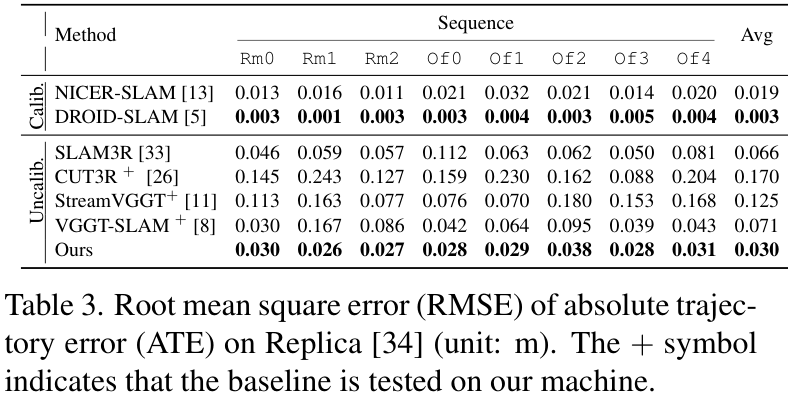 Method Sequence Avg
Rm0 Rm1 Rm2 Of0 Of1 Of2 Of3 Of4
Calib.
NICER-SLAM [13] 0.013 0.016 0.011 0.021 0.032 0.021 0.014 0.020 0.019
DROID-SLAM [5] 0.003 0.001 0.003 0.003 0.004 0.003 0.005 0.004 0.003
Uncalib.
SLAM3R [33] 0.046 0.059 0.057 0.112 0.063 0.062 0.050 0.081 0.066
CUT3R + [26] 0.145 0.243 0.127 0.159 0.230 0.162 0.088 0.204 0.170
StreamVGGT+ [11] 0.113 0.163 0.077 0.076 0.070 0.180 0.153 0.168 0.125
VGGT-SLAM + [8] 0.030 0.167 0.086 0.042 0.064 0.095 0.039 0.043 0.071
Ours 0.030 0.026 0.027 0.028 0.029 0.038 0.028 0.031 0.030
Table 3. Root mean square error (RMSE) of absolute trajec-
tory error (ATE) on Replica [34] (unit: m). The + symbol
indicates that the baseline is tested on our machine.